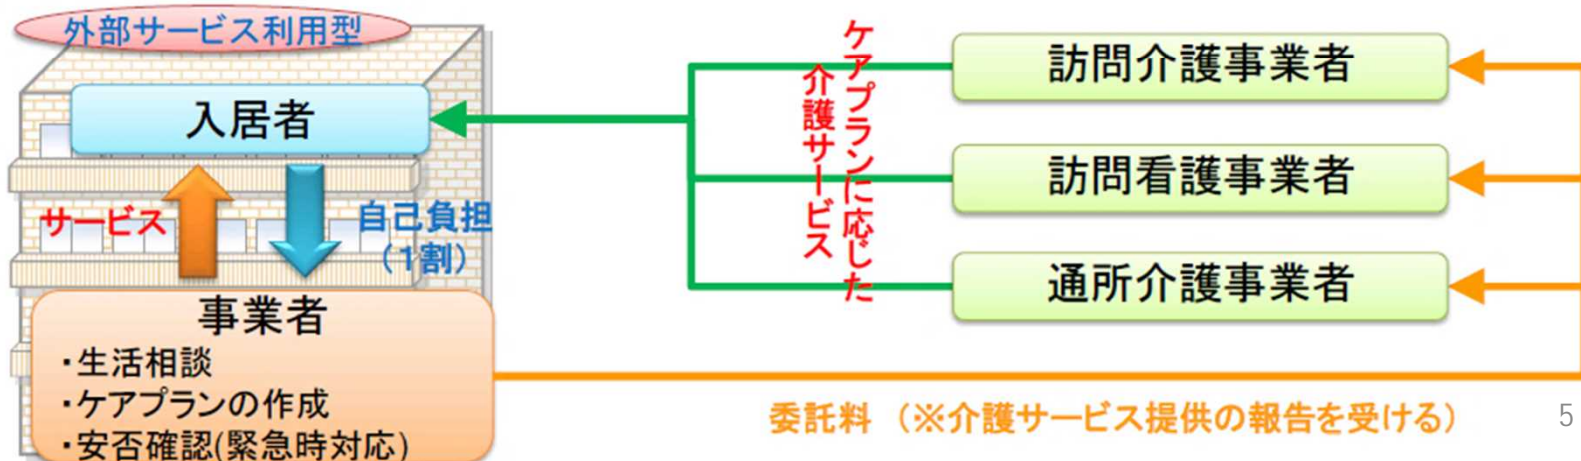 外部サービス利用型
入居者
サービス
自己負担
（1割）
事業者
・生活相談
・ケアプランの作成
・安否確認(緊急時対応)
ケアプランに応じた
介護サービス
訪問介護事業者
訪問看護事業者
通所介護事業者
委託料 （※介護サービス提供の報告を受ける）
5